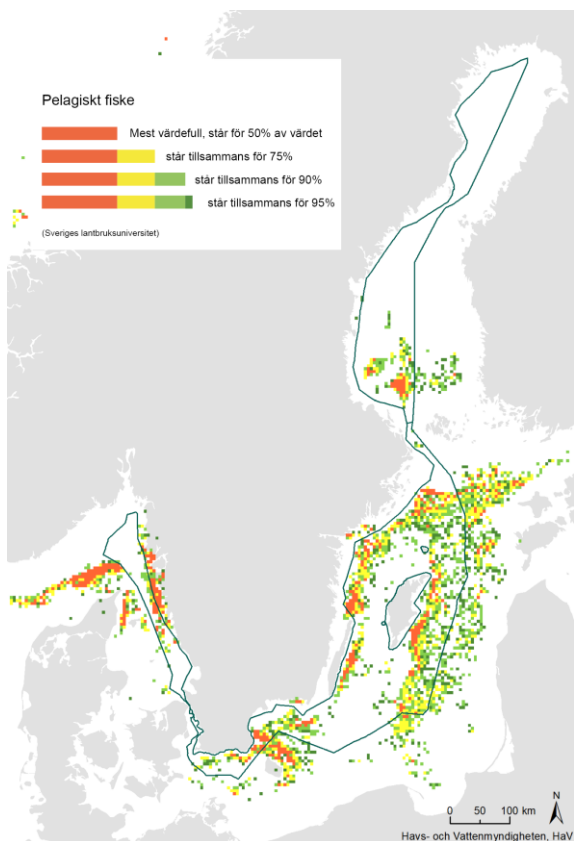 Pelagiskt fiske
Mest värdefull, står för 50% av värdet
står tillsammans för 75%
står tillsammans för 90%
står tillsammans för 95%
(Sveriges lantbruksuniversitet)
N
0 50 100 km
Havs- och Vattenmyndigheten, HaV